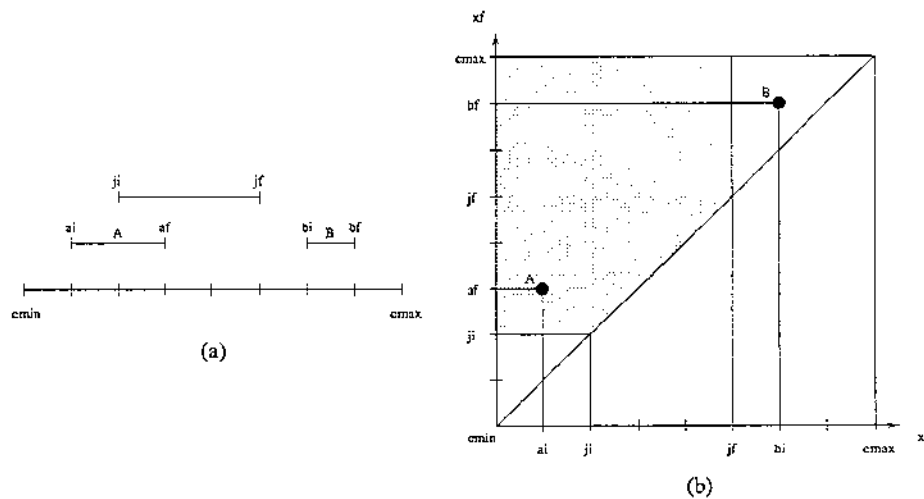 ji jf
ai A af bi B bf
cmin cmax
(a)
xf
cmax
B
bf
jf
A
af
ji
cmin ai ji jf bi cmax x
(b)